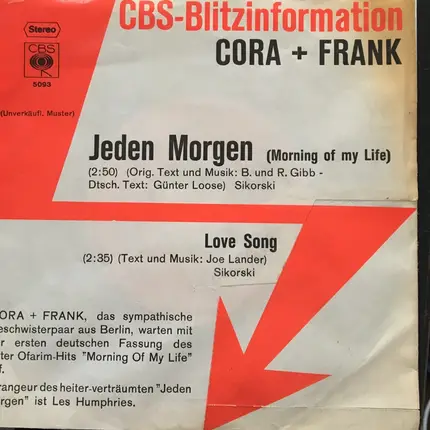 CBS-Blitzinformation
Stereo
CBS
5093
CORA + FRANK
(Unverkäufl. Muster)
Jeden Morgen (Morning of my Life)
(2:50) (Orig. Text und Musik: B. und R. Gibb -
Dtsch. Text: Günter Loose) Sikorski
Love Song
(2:35) (Text und Musik: Joe Lander)
Sikorski
ORA + FRANK, das sympathische
eschwisterpaar aus Berlin, warten mit
r ersten deutschen Fassung des
ter Ofarim-Hits "Morning Of My Life"
f.
rangeur des heiter-verträumten "Jeden
rgen" ist Les Humphries.